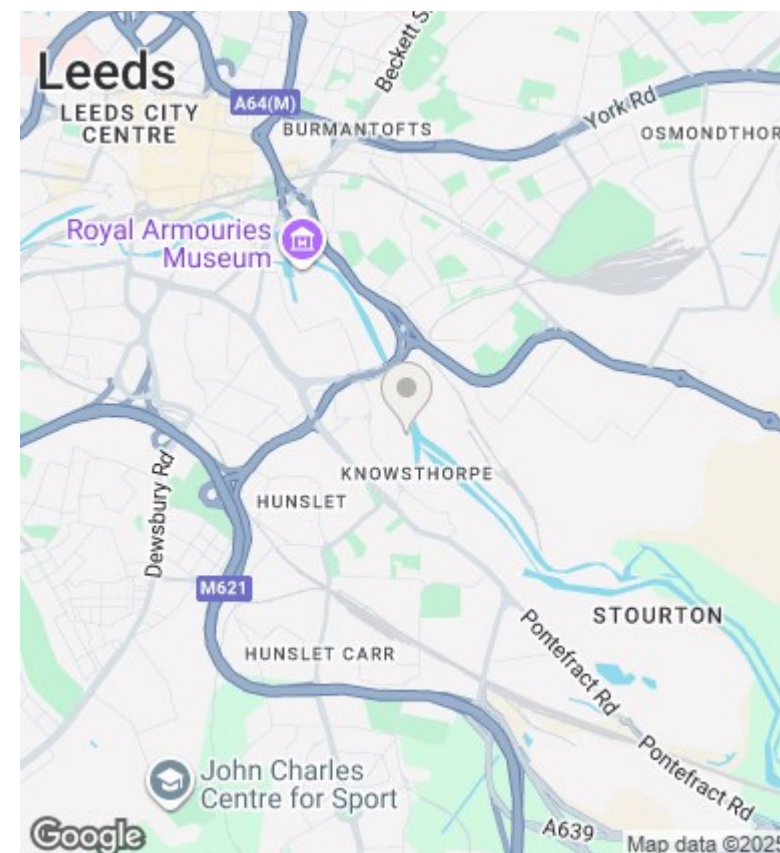 Leeds
LEEDS CITY
CENTRE
A64(M)
BURMANTOFTS
Beckett S
York Rd
OSMONDTHOR
Royal Armouries
Museum
KNOWSTHORPE
HUNSLET
Dewsbury Rd
M621
STOURTON
HUNSLET CARR
Pontefract Rd
Pontefract Rd
John Charles
Centre for Sport
A639
Google
Map data ©2025